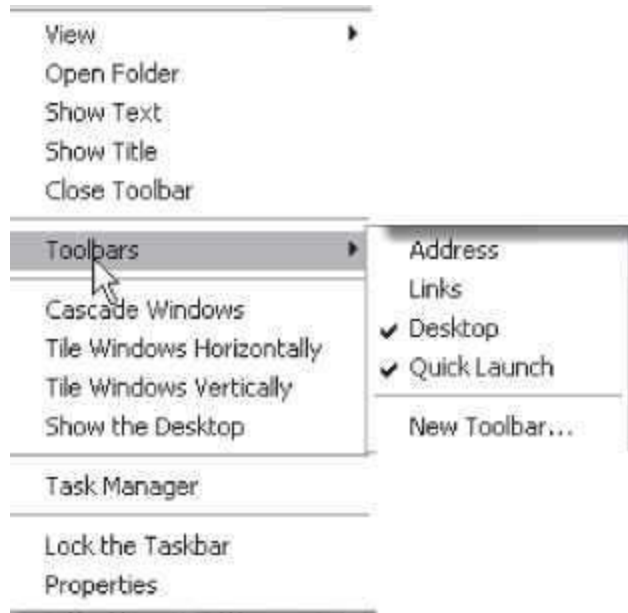 View
Open Folder
Show Text
Show Title
Close Toolbar
Toolbars
Address
Links
Desktop
Quick Launch
New Toolbar...
Cascade Windows
Tile Windows Horizontally
Tile Windows Vertically
Show the Desktop
Task Manager
Lock the Taskbar
Properties